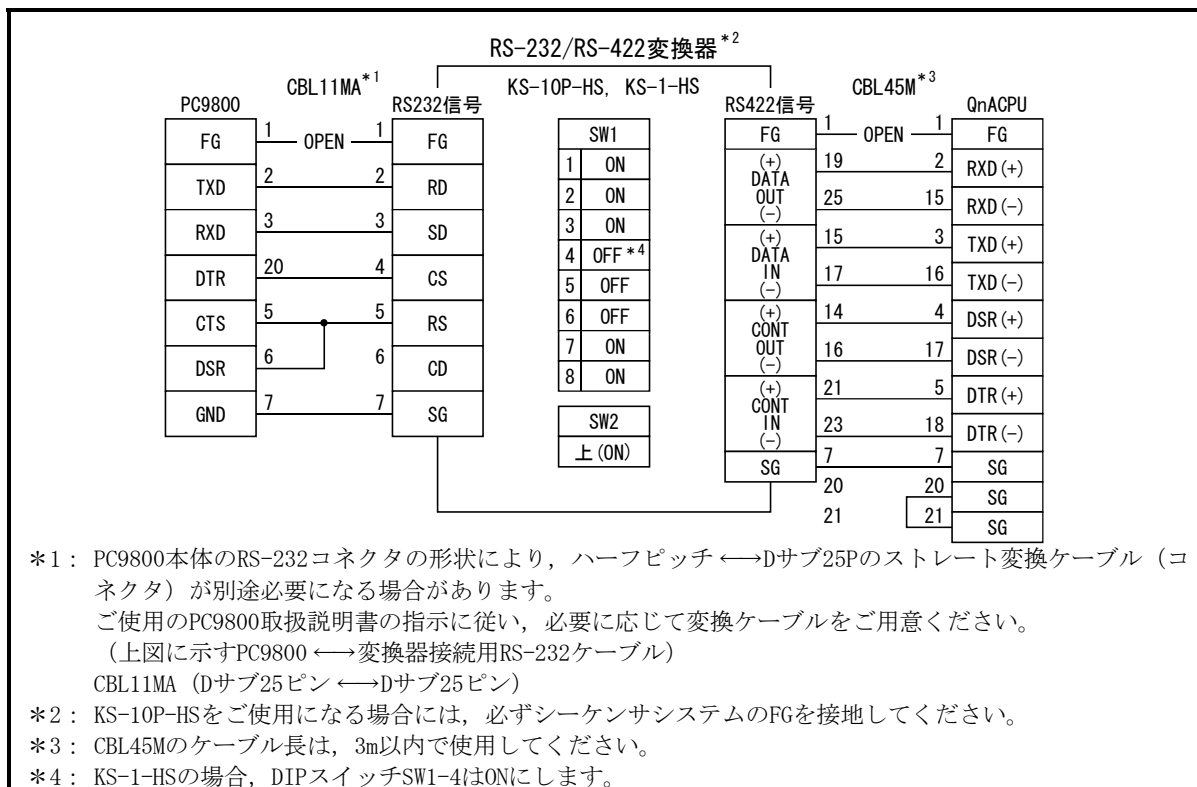 RS-232/RS-422変換器*2
CBL11MA*1
KS-10P-HS, KS-1-HS
CBL45M*3
PC9800
RS232信号
RS422信号
QnACPU
FG 1 OPEN 1 FG
TXD 2 2 RD
RXD 3 3 SD
DTR 20 4 CS
CTS 5 5 RS
DSR 6 6 CD
GND 7 7 SG
SW1
1 ON
2 ON
3 ON
4 OFF*4
5 OFF
6 OFF
7 ON
8 ON
SW2
上(ON)
FG 1 OPEN 1 FG
(+) 19 2 RXD(+)
DATA
OUT
(-) 25 15 RXD(-)
(+) 15 3 TXD(+)
DATA
IN
(-) 17 16 TXD(-)
(+) 14 4 DSR(+)
CONT
OUT
(-) 16 17 DSR(-)
(+) 21 5 DTR(+)
CONT
IN
(-) 23 18 DTR(-)
SG 7 7 SG
20 20 SG
21 21 SG
*1: PC9800本体のRS-232コネクタの形状により，ハーフピッチ⟷Dサブ25Pのストレート変換ケーブル（コ
ネクタ）が別途必要になる場合があります。
ご使用のPC9800取扱説明書の指示に従い，必要に応じて変換ケーブルをご用意ください。
（上図に示すPC9800⟷変換器接続用RS-232ケーブル）
CBL11MA（Dサブ25ピン⟷Dサブ25ピン）
*2: KS-10P-HSをご使用になる場合には，必ずシーケンサシステムのFGを接地してください。
*3: CBL45Mのケーブル長は，3m以内で使用してください。
*4: KS-1-HSの場合，DIPスイッチSW1-4はONにします。